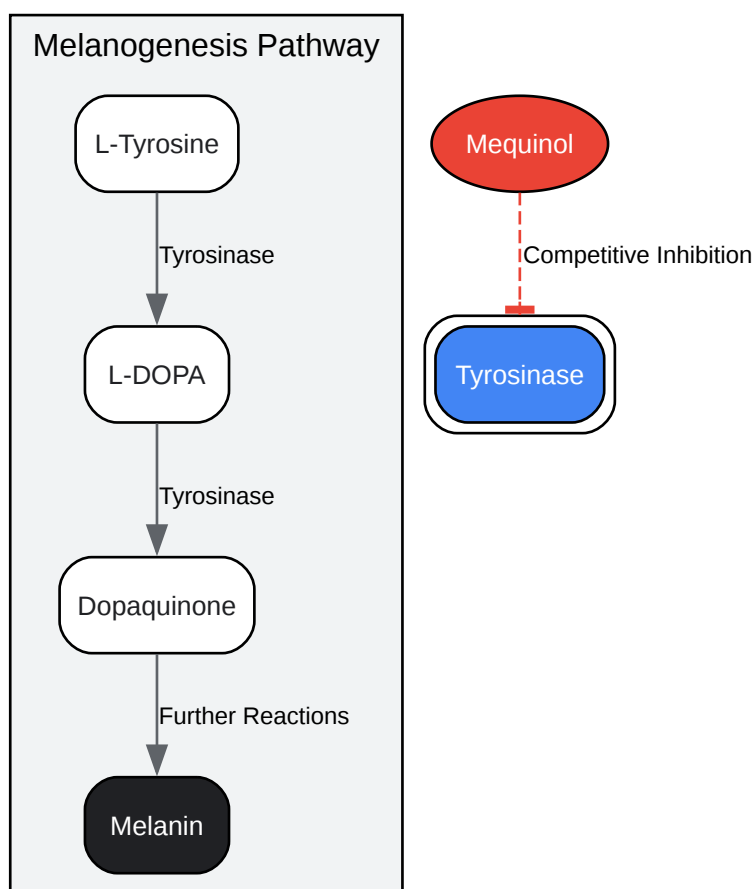 Melanogenesis Pathway
L-Tyrosine
Mequinol
Tyrosinase
Competitive Inhibition
L-DOPA
Tyrosinase
Tyrosinase
Dopaquinone
Further Reactions
Melanin